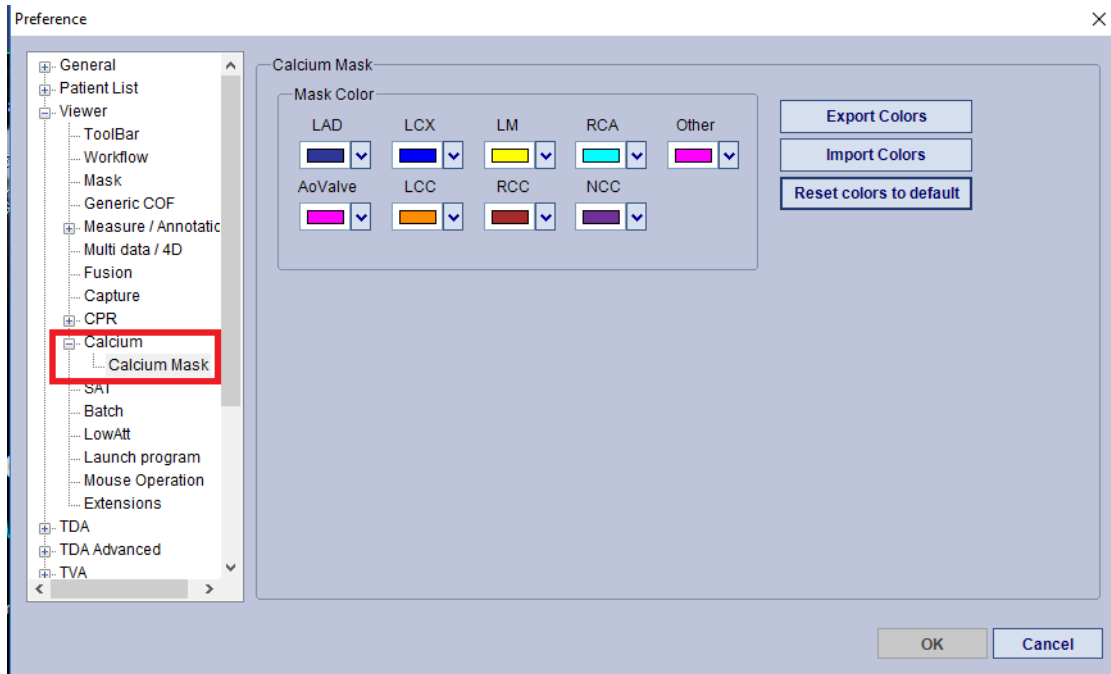 Preference
General
Patient List
Viewer
ToolBar
Workflow
Mask
Generic COF
Measure / Annotatic
Multi data / 4D
Fusion
Capture
CPR
Calcium
Calcium Mask
SAT
Batch
LowAtt
Launch program
Mouse Operation
Extensions
TDA
TDA Advanced
TVA
Calcium Mask
Mask Color
LAD LCX LM RCA Other
AoValve LCC RCC NCC
Export Colors
Import Colors
Reset colors to default
OK Cancel